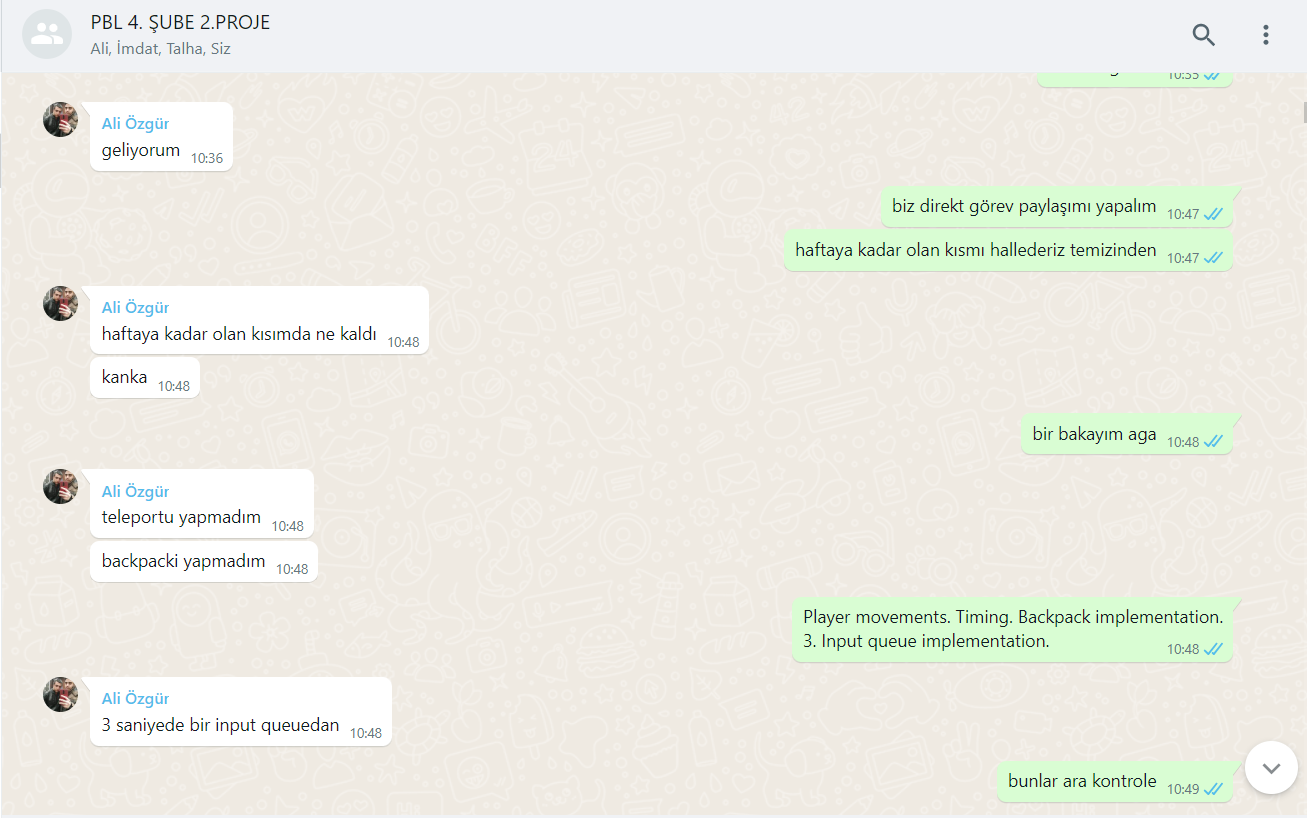 PBL 4. ŞUBE 2.PROJE
Ali, İmdat, Talha, Siz
10:35
Ali Özgür
geliyorum 10:36
biz direkt görev paylaşımı yapalım 10:47
haftaya kadar olan kısmı hallederiz temizinden 10:47
Ali Özgür
haftaya kadar olan kısımda ne kaldı 10:48
kanka 10:48
bir bakayım aga 10:48
Ali Özgür
teleportu yapmadım 10:48
backpacki yapmadım 10:48
Player movements. Timing. Backpack implementation.
3. Input queue implementation. 10:48
Ali Özgür
3 saniyede bir input queuedan 10:48
bunlar ara kontrole 10:49